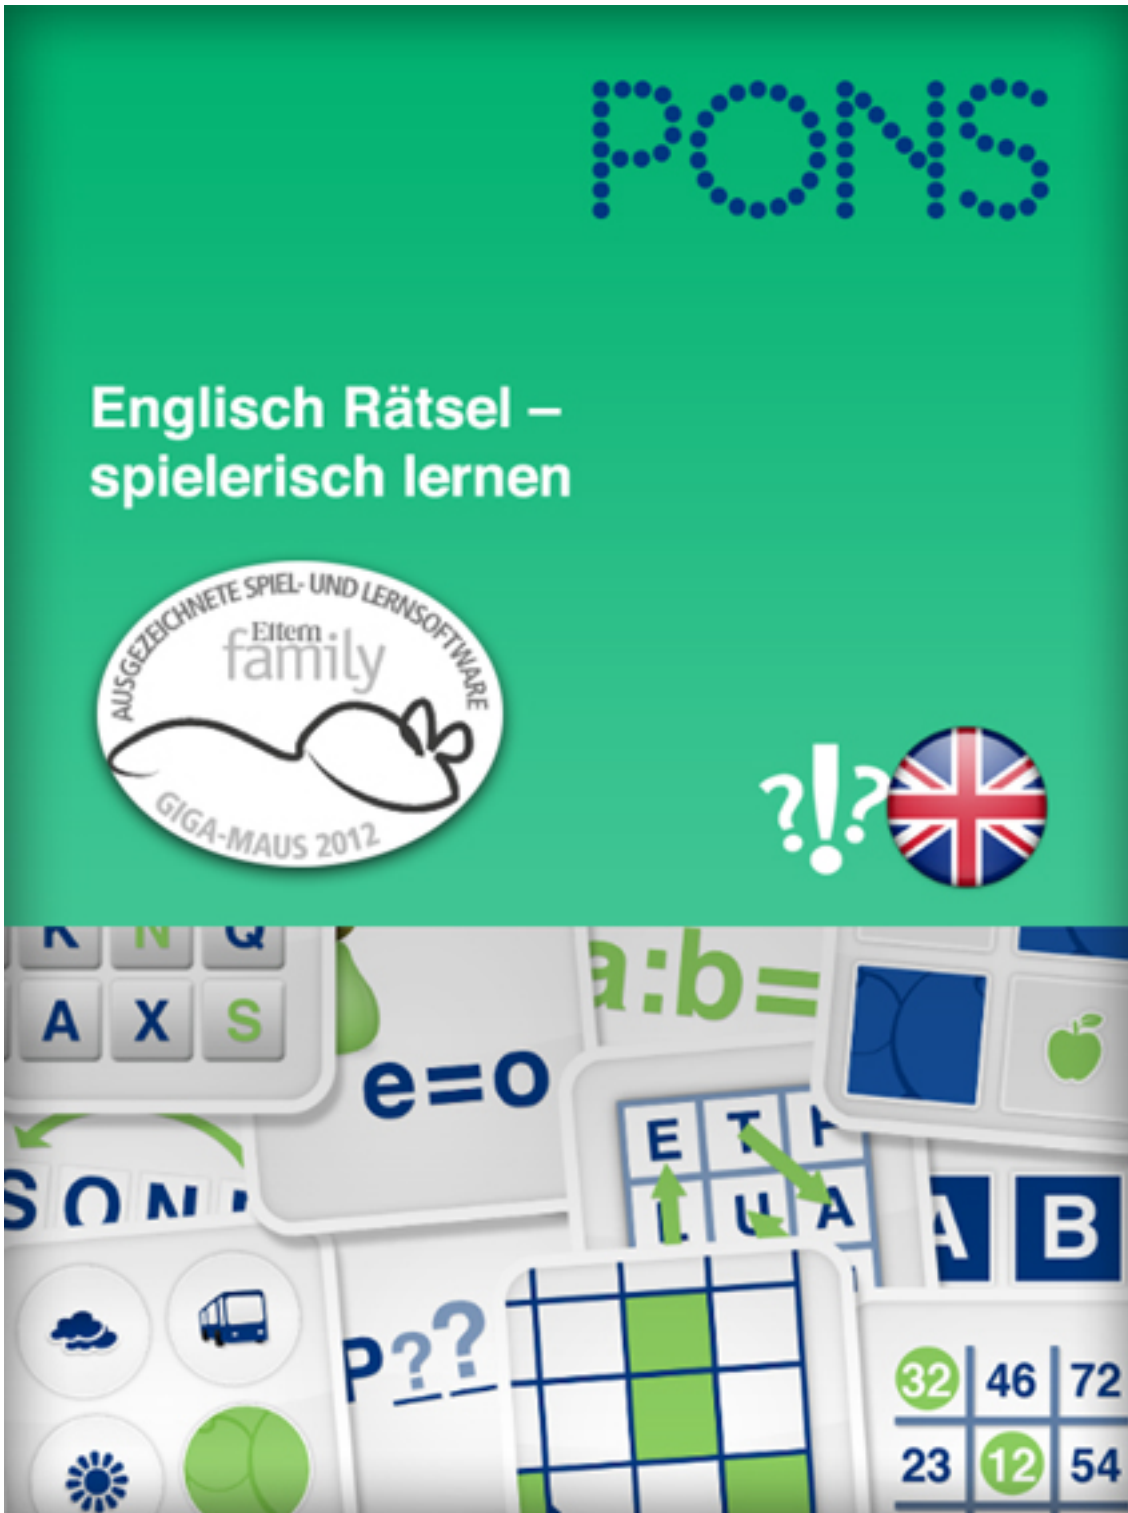 PONS
Englisch Rätsel –
spielerisch lernen
AUSGEZEICHNETE SPIEL- UND LERNSOFTWARE
Eltern
family
GIGA-MAUS 2012
?!?
K N Q
A X S
e=o
a:b=
E T
L U A
S O N
A B
P??
32 46 72
23 12 54